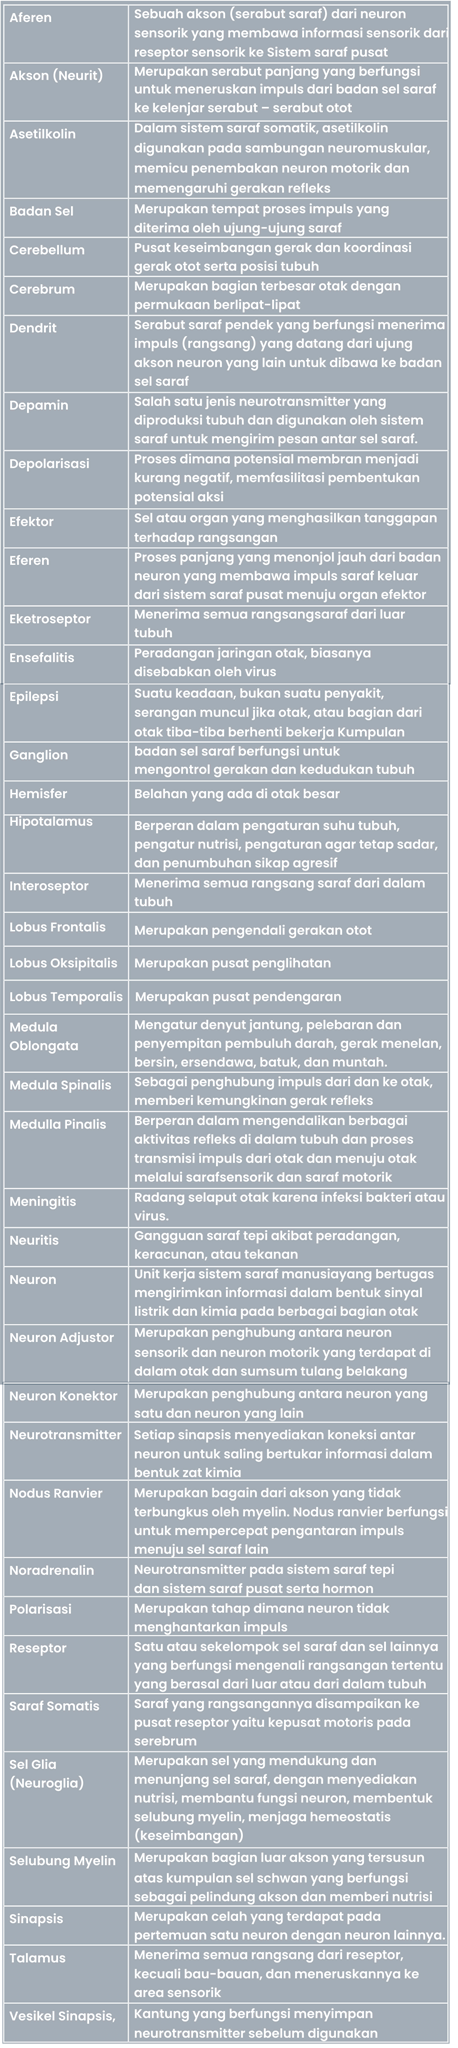 Aferen
Sebuah akson (serabut saraf) dari neuron
sensorik yang membawa informasi sensorik dari
reseptor sensorik ke Sistem saraf pusat
Akson (Neurit)
Merupakan serabut panjang yang berfungsi
untuk meneruskan impuls dari badan sel saraf
ke kelenjar serabut – serabut otot
Asetilkolin
Dalam sistem saraf somatik, asetilkolin
digunakan pada sambungan neuromuskular,
memicu penembakan neuron motorik dan
memengaruhi gerakan refleks
Badan Sel
Merupakan tempat proses impuls yang
diterima oleh ujung-ujung saraf
Cerebellum
Pusat keseimbangan gerak dan koordinasi
gerak otot serta posisi tubuh
Cerebrum
Merupakan bagian terbesar otak dengan
permukaan berlipat-lipat
Dendrit
Serabut saraf pendek yang berfungsi menerima
impuls (rangsang) yang datang dari ujung
akson neuron yang lain untuk dibawa ke badan
sel saraf
Depamin
Salah satu jenis neurotransmitter yang
diproduksi tubuh dan digunakan oleh sistem
saraf untuk mengirim pesan antar sel saraf.
Depolarisasi
Proses dimana potensial membran menjadi
kurang negatif, memfasilitasi pembentukan
potensial aksi
Efektor
Sel atau organ yang menghasilkan tanggapan
terhadap rangsangan
Eferen
Proses panjang yang menonjol jauh dari badan
neuron yang membawa impuls saraf keluar
dari sistem saraf pusat menuju organ efektor
Eketroseptor
Menerima semua rangsangsaraf dari luar
tubuh
Ensefalitis
Peradangan jaringan otak, biasanya
disebabkan oleh virus
Epilepsi
Suatu keadaan, bukan suatu penyakit,
serangan muncul jika otak, atau bagian dari
otak tiba-tiba berhenti bekerja Kumpulan
Ganglion
badan sel saraf berfungsi untuk
mengontrol gerakan dan kedudukan tubuh
Hemisfer
Belahan yang ada di otak besar
Hipotalamus
Berperan dalam pengaturan suhu tubuh,
pengatur nutrisi, pengaturan agar tetap sadar,
dan penumbuhan sikap agresif
Interoseptor
Menerima semua rangsang saraf dari dalam
tubuh
Lobus Frontalis
Merupakan pengendali gerakan otot
Lobus Oksipitalis
Merupakan pusat penglihatan
Lobus Temporalis
Merupakan pusat pendengaran
Medula
Oblongata
Mengatur denyut jantung, pelebaran dan
penyempitan pembuluh darah, gerak menelan,
bersin, ersendawa, batuk, dan muntah.
Medula Spinalis
Sebagai penghubung impuls dari dan ke otak,
memberi kemungkinan gerak refleks
Medulla Pinalis
Berperan dalam mengendalikan berbagai
aktivitas refleks di dalam tubuh dan proses
transmisi impuls dari otak dan menuju otak
melalui sarafsensorik dan saraf motorik
Meningitis
Radang selaput otak karena infeksi bakteri atau
virus.
Neuritis
Gangguan saraf tepi akibat peradangan,
keracunan, atau tekanan
Neuron
Unit kerja sistem saraf manusiayang bertugas
mengirimkan informasi dalam bentuk sinyal
listrik dan kimia pada berbagai bagian otak
Neuron Adjustor
Merupakan penghubung antara neuron
sensorik dan neuron motorik yang terdapat di
dalam otak dan sumsum tulang belakang
Neuron Konektor
Merupakan penghubung antara neuron yang
satu dan neuron yang lain
Neurotransmitter
Setiap sinapsis menyediakan koneksi antar
neuron untuk saling bertukar informasi dalam
bentuk zat kimia
Nodus Ranvier
Merupakan bagain dari akson yang tidak
terbungkus oleh myelin. Nodus ranvier berfungsi
untuk mempercepat pengantaran impuls
menuju sel saraf lain
Noradrenalin
Neurotransmitter pada sistem saraf tepi
dan sistem saraf pusat serta hormon
Polarisasi
Merupakan tahap dimana neuron tidak
menghantarkan impuls
Reseptor
Satu atau sekelompok sel saraf dan sel lainnya
yang berfungsi mengenali rangsangan tertentu
yang berasal dari luar atau dari dalam tubuh
Saraf Somatis
Saraf yang rangsangannya disampaikan ke
pusat reseptor yaitu kepusat motoris pada
serebrum
Sel Glia
(Neuroglia)
Merupakan sel yang mendukung dan
menunjang sel saraf, dengan menyediakan
nutrisi, membantu fungsi neuron, membentuk
selubung myelin, menjaga hemeostatis
(keseimbangan)
Selubung Myelin
Merupakan bagian luar akson yang tersusun
atas kumpulan sel schwan yang berfungsi
sebagai pelindung akson dan memberi nutrisi
Sinapsis
Merupakan celah yang terdapat pada
pertemuan satu neuron dengan neuron lainnya.
Talamus
Menerima semua rangsang dari reseptor,
kecuali bau-bauan, dan meneruskannya ke
area sensorik
Vesikel Sinapsis,
Kantung yang berfungsi menyimpan
neurotransmitter sebelum digunakan